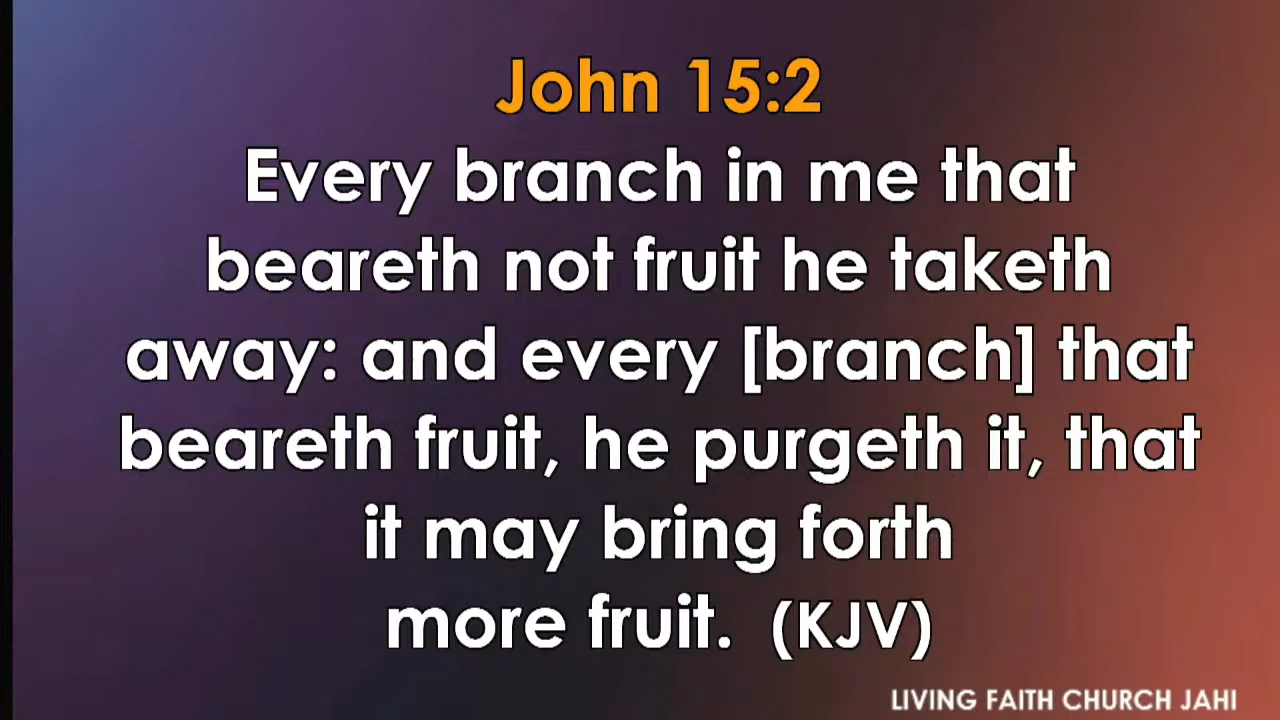 John 15:2
Every branch in me that
beareth not fruit he taketh
away: and every [branch] that
beareth fruit, he purgeth it, that
it may bring forth
more fruit. (KJV)
LIVING FAITH CHURCH JAHI